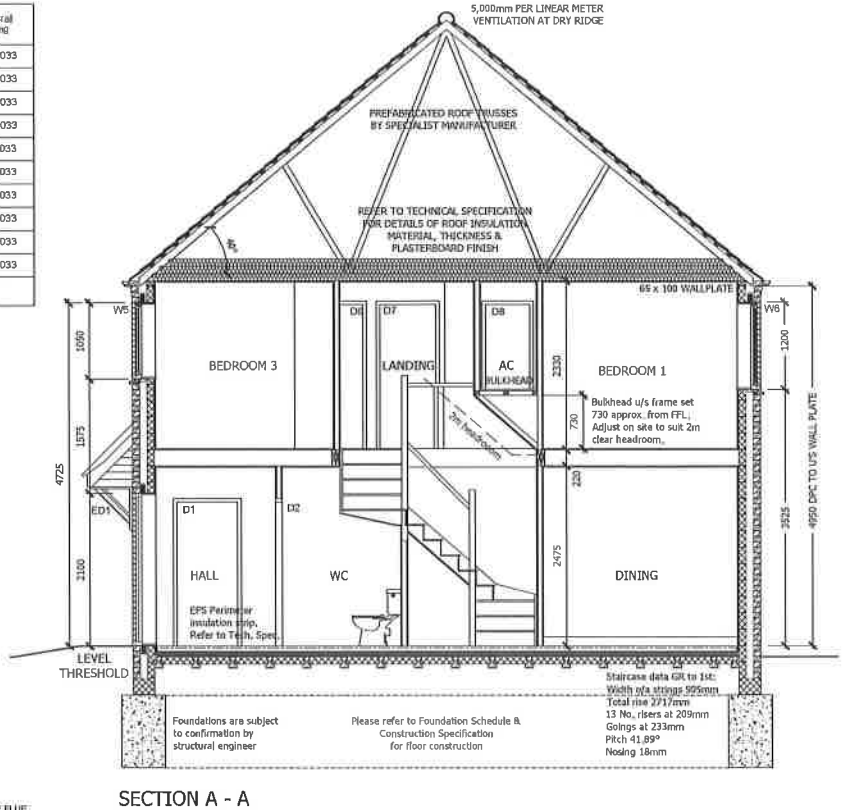 033
033
033
033
033
033
033
033
033
033
5,000mm PER LINEAR METER
VENTILATION AT DRY RIDGE
PREFABRICATED ROOF TRUSSES
BY SPECIALIST MANUFACTURER
REFER TO TECHNICAL SPECIFICATION
FOR DETAILS OF ROOF INSULATION
MATERIAL, THICKNESS &
PLASTERBOARD FINISH
65 x 100 WALLPLATE
W5
D6
D7
D8
W6
1050
1200
BEDROOM 3
LANDING
AC
BULKHEAD
2330
BEDROOM 1
Bulkhead u/s frame set
730 approx. from FFL.
Adjust on site to suit 2m
clear headroom.
730
2m headroom
1575
4725
220
4950 DPC TO U'S WALL PLATE
3525
ED1
D1
D2
2100
2475
HALL
WC
DINING
EPS Perimeter
insulation strip.
Refer to Tech. Spec.
LEVEL
THRESHOLD
Staircase data GR to 1st:
Width o/a strings 905mm
Total rise 2717mm
13 No. risers at 209mm
Goings at 233mm
Pitch 41.89°
Nosing 18mm
Foundations are subject
to confirmation by
structural engineer
Please refer to Foundation Schedule &
Construction Specification
for floor construction
SECTION A - A